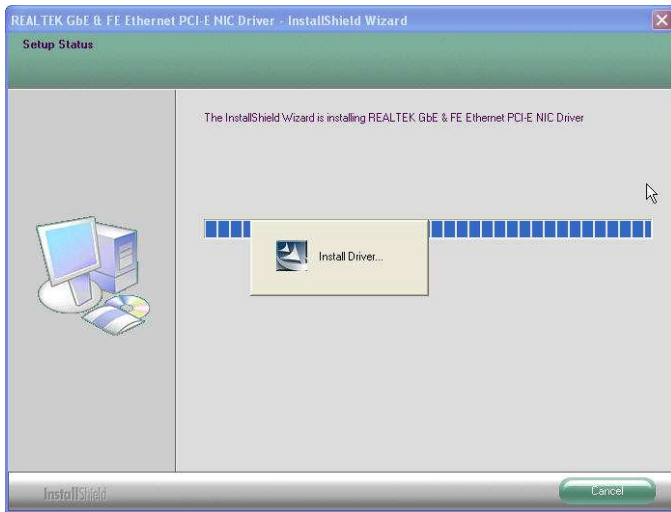 REALTEK GbE & FE Ethernet PCI-E NIC Driver - InstallShield Wizard
Setup Status
The InstallShield Wizard is installing REALTEK GbE & FE Ethernet PCI-E NIC Driver
Install Driver...
InstallShield
Cancel